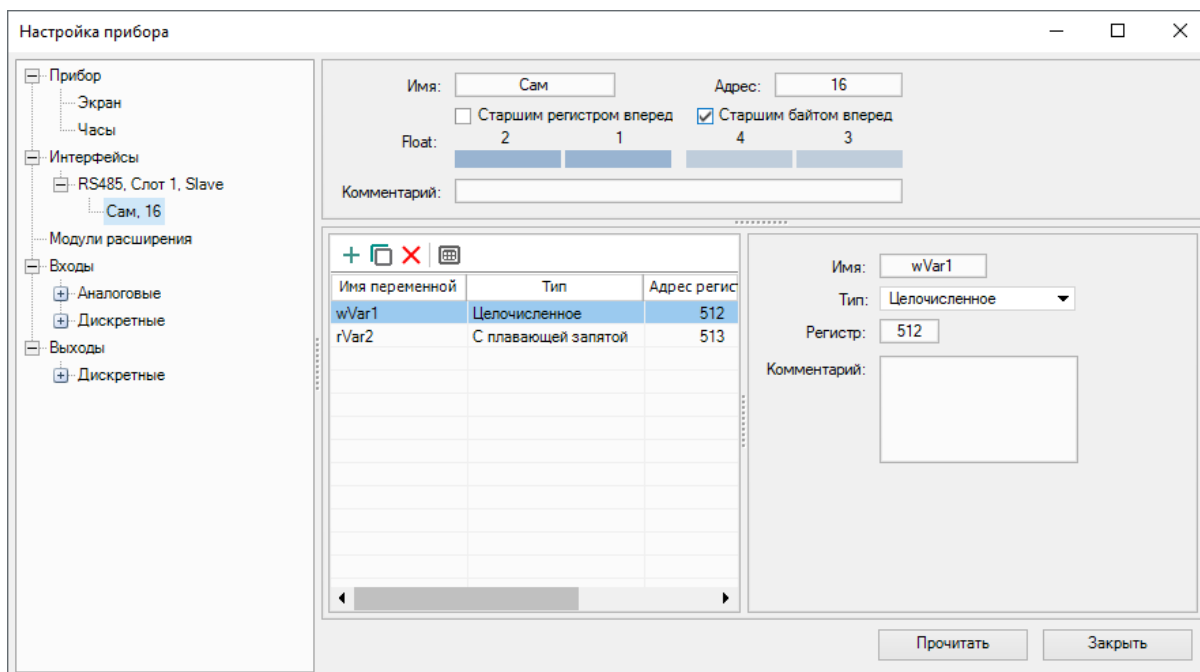 Настройка прибора
Прибор
Экран
Часы
Интерфейсы
RS485, Слот 1, Slave
Сам, 16
Модули расширения
Входы
Аналоговые
Дискретные
Выходы
Дискретные
Имя: Сам Адрес: 16
Старшим регистром вперед Старшим байтом вперед
Float: 2 1 4 3
Комментарий:
Имя переменной Тип Адрес регис
wVar1 Целочисленное 512
rVar2 С плавающей запятой 513
Имя: wVar1
Тип: Целочисленное
Регистр: 512
Комментарий:
Прочитать Закрыть